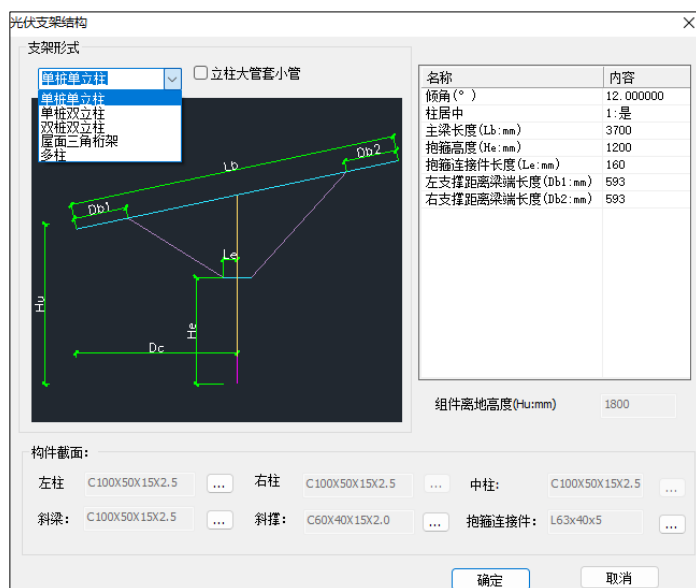 光伏支架结构
支架形式
单桩单立柱
立柱大管套小管
单桩单立柱
单桩双立柱
双桩双立柱
屋面三角桁架
多柱
Lb
Db2
Db1
Le
Hu
He
Dc
名称 内容
倾角(°) 12.000000
柱居中 1:是
主梁长度(Lb:mm) 3700
抱箍高度(He:mm) 1200
抱箍连接件长度(Le:mm) 160
左支撑距离梁端长度(Db1:mm) 593
右支撑距离梁端长度(Db2:mm) 593
组件离地高度(Hu:mm) 1800
构件截面:
左柱 C100X50X15X2.5 ... 右柱 C100X50X15X2.5 ... 中柱: C100X50X15X2.5 ...
斜梁: C100X50X15X2.5 ... 斜撑: C60X40X15X2.0 ... 抱箍连接件: L63x40x5 ...
确定 取消